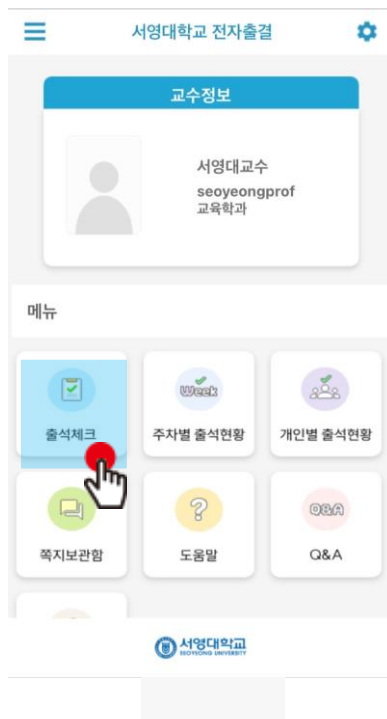 서영대학교 전자출결
교수정보
서영대교수
seoyeongprof
교육학과
메뉴
Week
출석체크
주차별 출석현황
개인별 출석현황
Q&A
쪽지보관함
도움말
Q&A
서영대학교
SEOYEONG UNIVERSITY